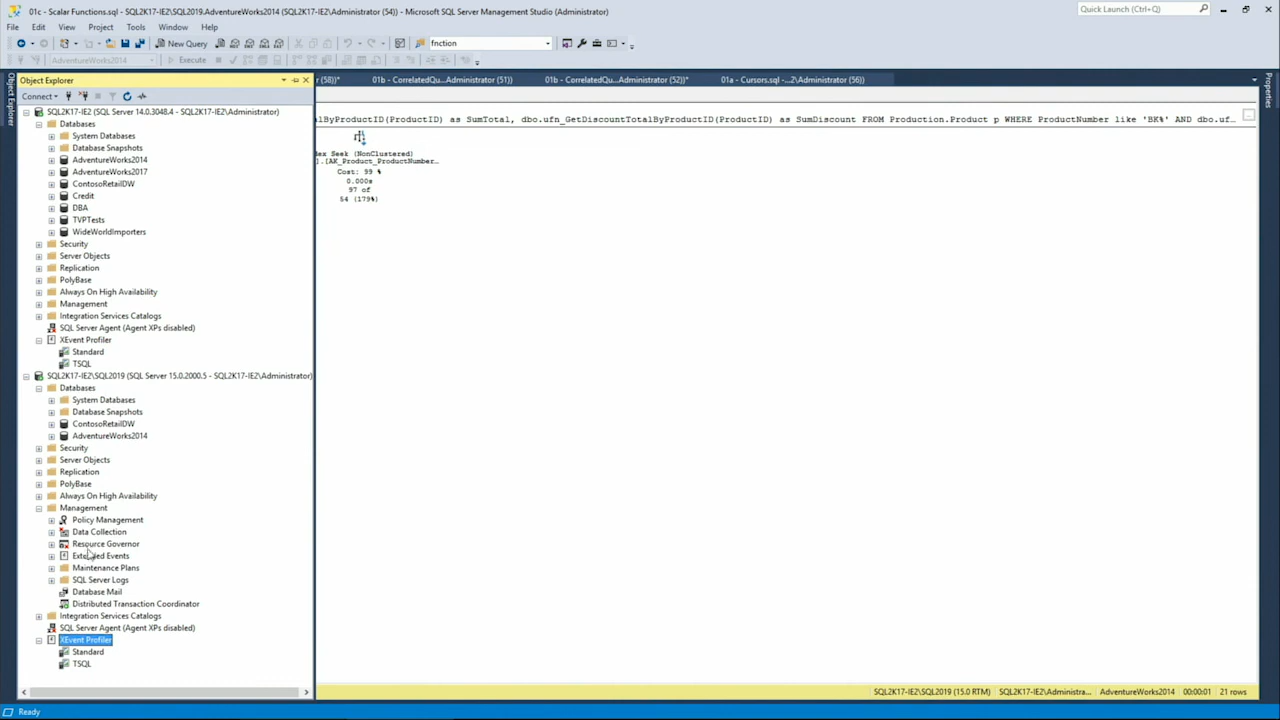 01c - Scalar Functions.sql - SQL2K17-IE2\SQL2019.AdventureWorks2014 (SQL2K17-IE2\Administrator (54)) - Microsoft SQL Server Management Studio (Administrator)
Quick Launch (Ctrl+Q)
File Edit View Project Tools Window Help
New Query
fnction
AdventureWorks2014
Execute
Object Explorer
(58))*
01b - CorrelatedQu...Administrator (51))
01b - CorrelatedQu...Administrator (52))*
01a - Cursors.sql -...2\Administrator (56))
Object Explorer
Properties
Connect
SQL2K17-IE2 (SQL Server 14.0.3048.4 - SQL2K17-IE2\Administrator)
Databases
System Databases
Database Snapshots
AdventureWorks2014
AdventureWorks2017
ContosoRetailDW
Credit
DBA
TVPTests
WideWorldImporters
Security
Server Objects
Replication
PolyBase
Always On High Availability
Management
Integration Services Catalogs
SQL Server Agent (Agent XPs disabled)
XEvent Profiler
Standard
TSQL
SQL2K17-IE2\SQL2019 (SQL Server 15.0.2000.5 - SQL2K17-IE2\Administrator)
Databases
System Databases
Database Snapshots
ContosoRetailDW
AdventureWorks2014
Security
Server Objects
Replication
PolyBase
Always On High Availability
Management
Policy Management
Data Collection
Resource Governor
Extended Events
Maintenance Plans
SQL Server Logs
Database Mail
Distributed Transaction Coordinator
Integration Services Catalogs
SQL Server Agent (Agent XPs disabled)
XEvent Profiler
Standard
TSQL
alByProductID(ProductID) as SumTotal, dbo.ufn_GetDiscountTotalByProductID(ProductID) as SumDiscount FROM Production.Product p WHERE ProductNumber like 'BK%' AND dbo.uf...
dex Seek (NonClustered)
].[AK_Product_ProductNumber...
Cost: 99 %
0.000s
97 of
54 (179%)
SQL2K17-IE2\SQL2019 (15.0 RTM)
SQL2K17-IE2\Administra...
AdventureWorks2014
00:00:01
21 rows
Ready